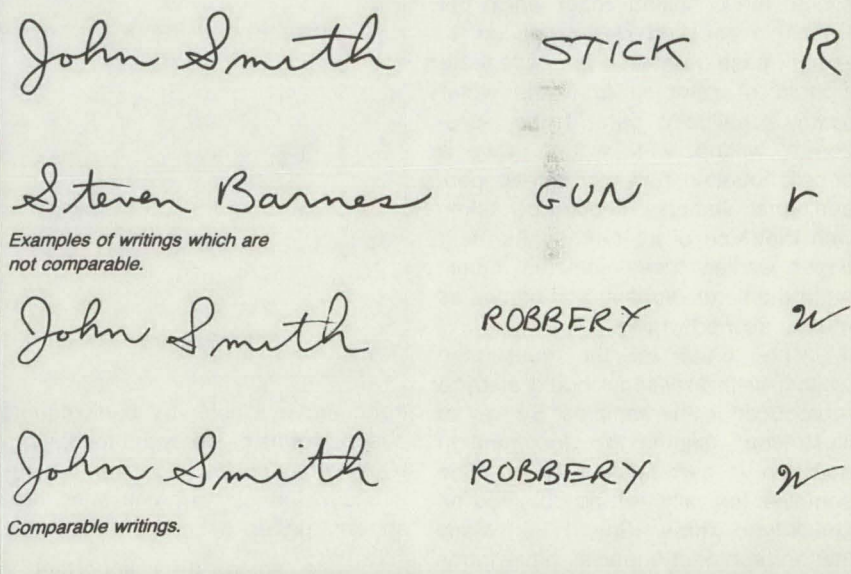 John Smith STICK R
Steven Barnes GUN r
Examples of writings which are
not comparable.
John Smith ROBBERY w
John Smith ROBBERY w
Comparable writings.